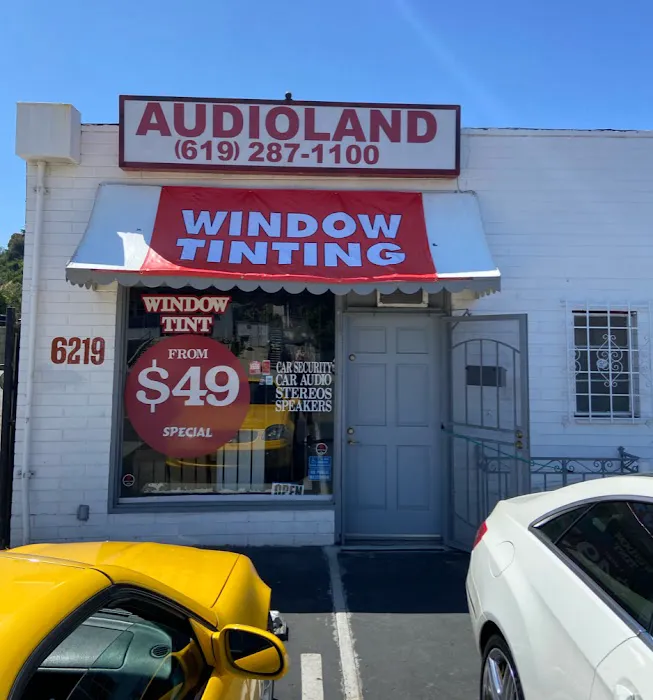 AUDIOLAND
(619) 287-1100
WINDOW
TINTING
WINDOW
TINT
6219
FROM
$49
SPECIAL
CAR SECURITY
CAR AUDIO
STEREOS
SPEAKERS
OPEN